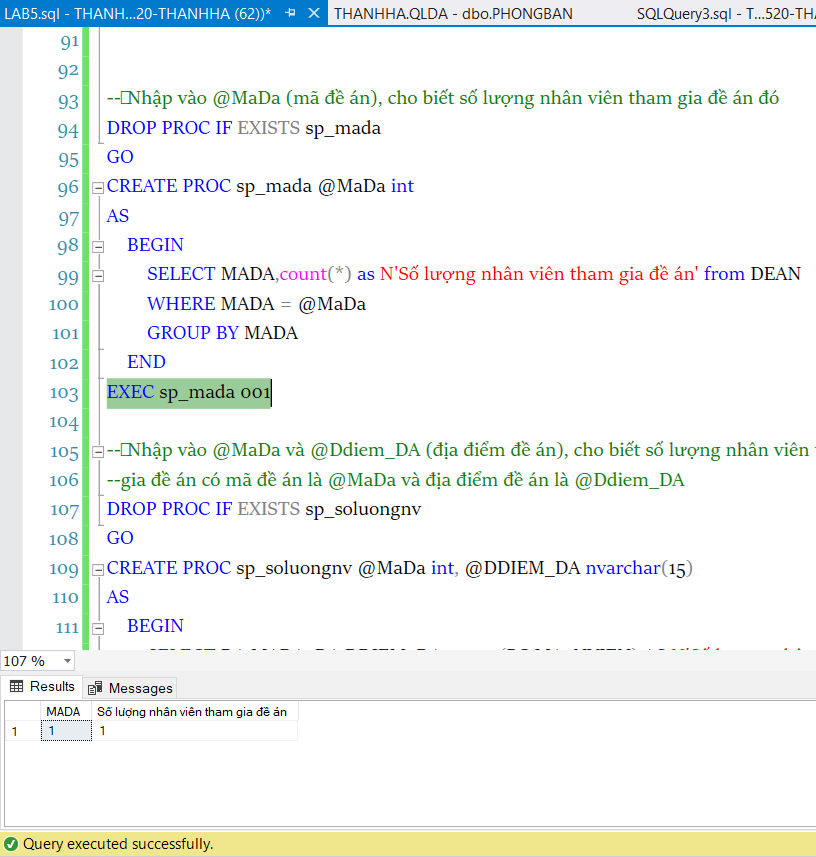 LAB5.sql - THANH...20-THANHHA (62))*
THANHHA.QLDA - dbo.PHONGBAN
SQLQuery3.sql - T...520-THA
91
92
93 --□Nhập vào @MaDa (mã đề án), cho biết số lượng nhân viên tham gia đề án đó
94 DROP PROC IF EXISTS sp_mada
95 GO
96 CREATE PROC sp_mada @MaDa int
97 AS
98 BEGIN
99 SELECT MADA,count(*) as N'Số lượng nhân viên tham gia đề án' from DEAN
100 WHERE MADA = @MaDa
101 GROUP BY MADA
102 END
103 EXEC sp_mada 001
104
105 --□Nhập vào @MaDa và @Ddiem_DA (địa điểm đề án), cho biết số lượng nhân viên
106 --gia đề án có mã đề án là @MaDa và địa điểm đề án là @Ddiem_DA
107 DROP PROC IF EXISTS sp_soluongnv
108 GO
109 CREATE PROC sp_soluongnv @MaDa int, @DDIEM_DA nvarchar(15)
110 AS
111 BEGIN
107 %
Results Messages
MADA Số lượng nhân viên tham gia đề án
1 1 1
Query executed successfully.